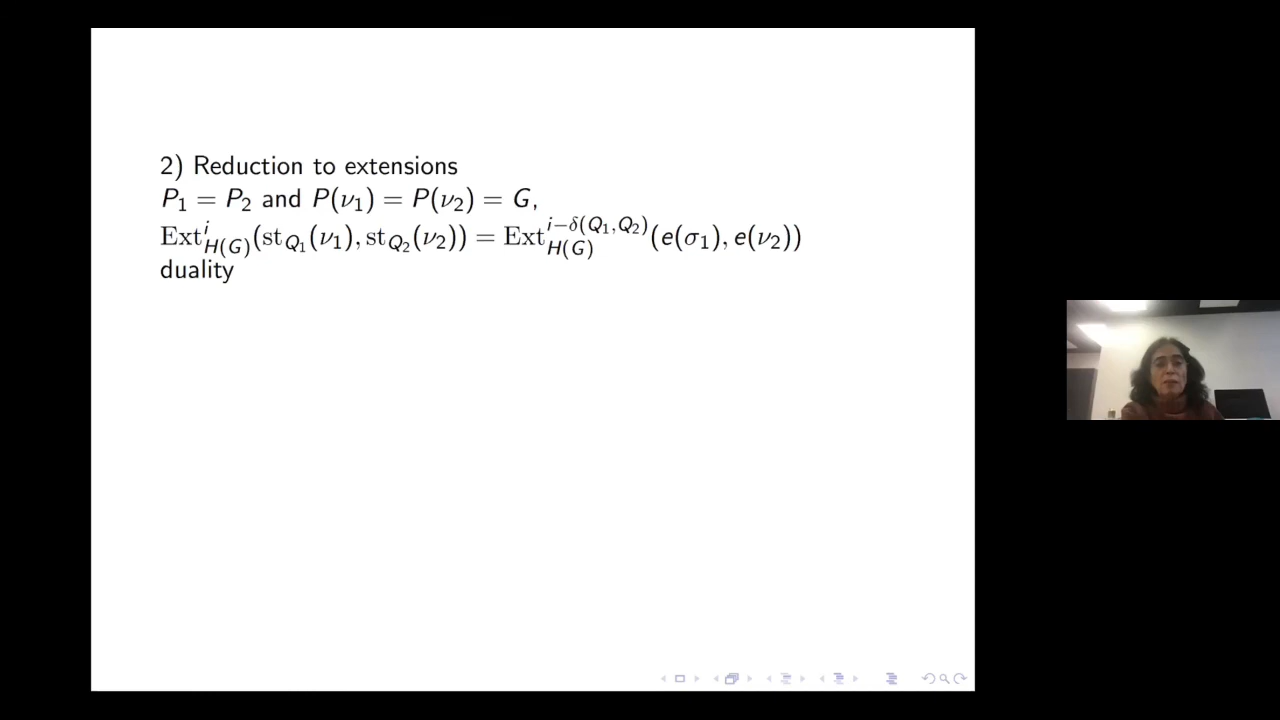 2) Reduction to extensions
P₁ = P₂ and P(ν₁) = P(ν₂) = G,
Ext^i_{H(G)}(st_{Q₁}(ν₁), st_{Q₂}(ν₂)) = Ext^{i−δ(Q₁,Q₂)}_{H(G)}(e(σ₁), e(ν₂))
duality